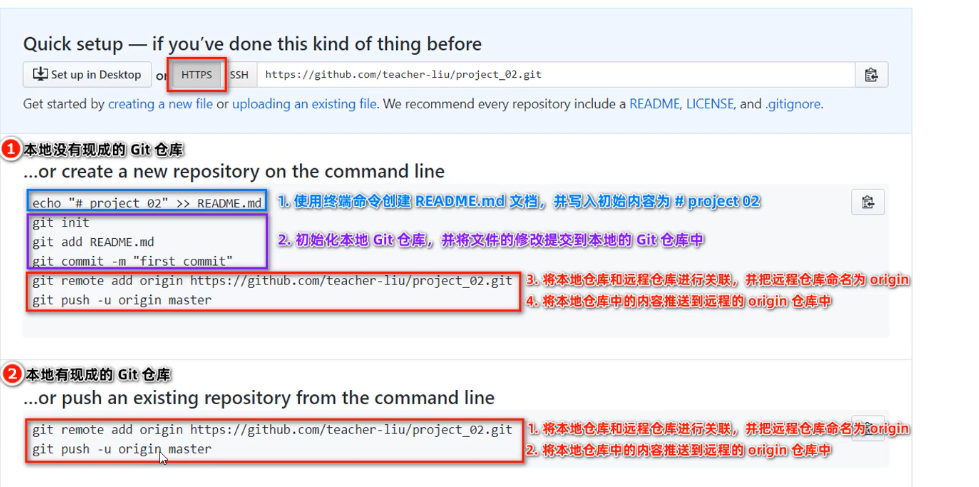 Quick setup — if you’ve done this kind of thing before
Set up in Desktop or HTTPS SSH https://github.com/teacher-liu/project_02.git
Get started by creating a new file or uploading an existing file. We recommend every repository include a README, LICENSE, and .gitignore.
1 本地没有现成的 Git 仓库
...or create a new repository on the command line
echo "# project_02" >> README.md 1. 使用终端命令创建 README.md 文档，并写入初始内容为 # project 02
git init
git add README.md 2. 初始化本地 Git 仓库，并将文件的修改提交到本地的 Git 仓库中
git commit -m "first commit"
git remote add origin https://github.com/teacher-liu/project_02.git 3. 将本地仓库和远程仓库进行关联，并把远程仓库命名为 origin
git push -u origin master 4. 将本地仓库中的内容推送到远程的 origin 仓库中
2 本地有现成的 Git 仓库
...or push an existing repository from the command line
git remote add origin https://github.com/teacher-liu/project_02.git 1. 将本地仓库和远程仓库进行关联，并把远程仓库命名为 origin
git push -u origin master 2. 将本地仓库中的内容推送到远程的 origin 仓库中